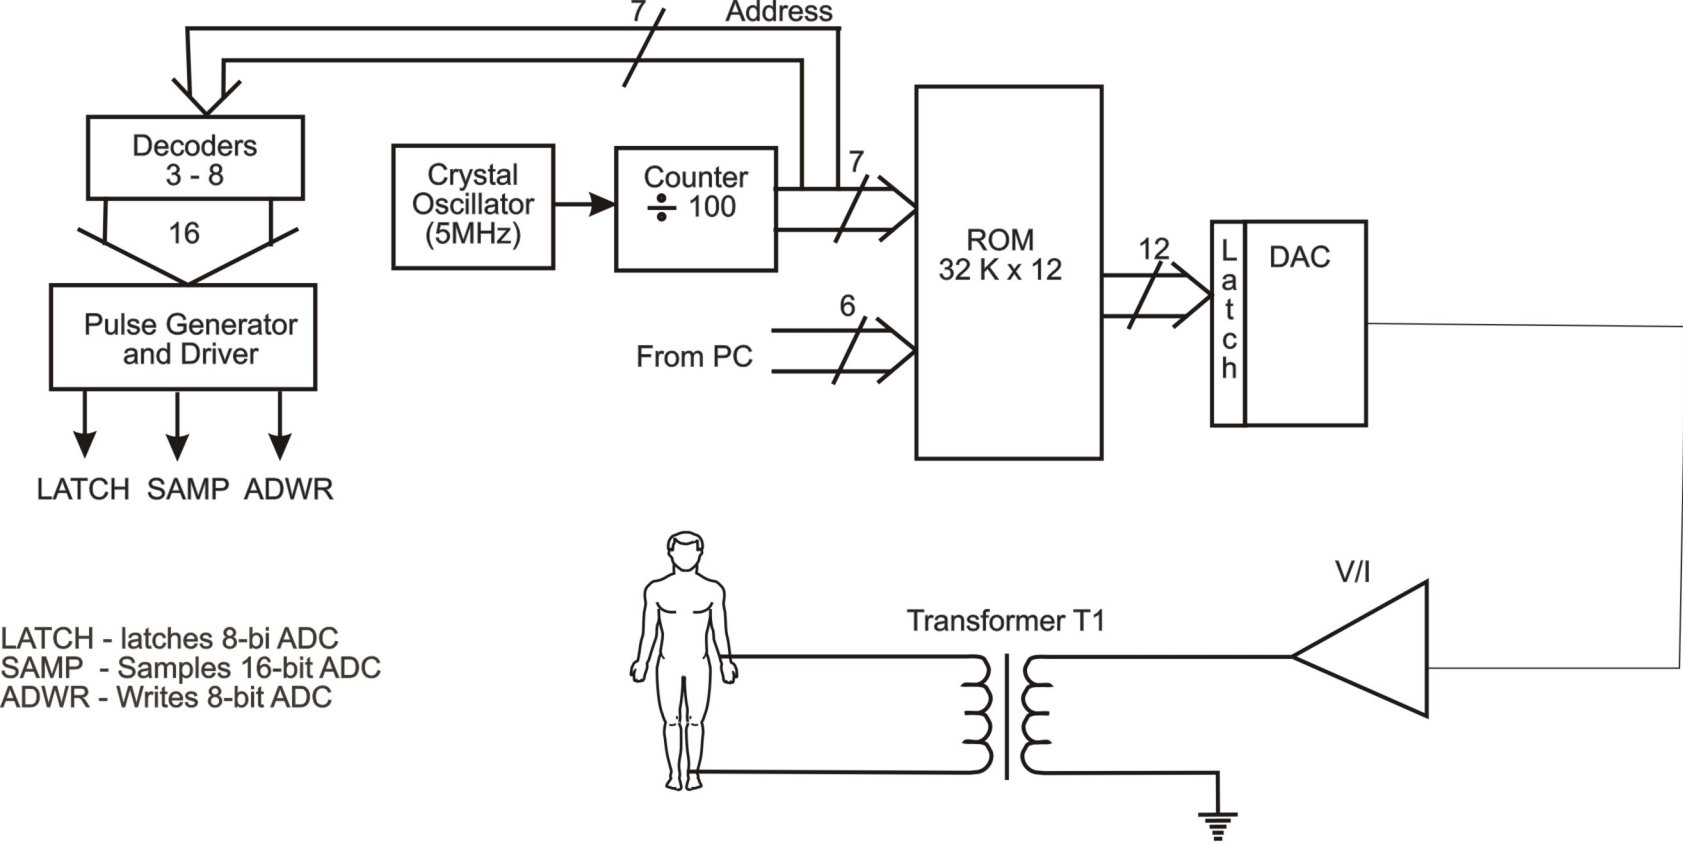 7 Address
Decoders
3 - 8
16
Pulse Generator
and Driver
LATCH SAMP ADWR
Crystal
Oscillator
(5MHz)
Counter
÷ 100
7
6
From PC
ROM
32 K x 12
12
L
a
t
c
h
DAC
V/I
Transformer T1
LATCH - latches 8-bi ADC
SAMP - Samples 16-bit ADC
ADWR - Writes 8-bit ADC